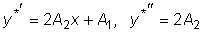 y*′ = 2A₂x + A₁, y*″ = 2A₂